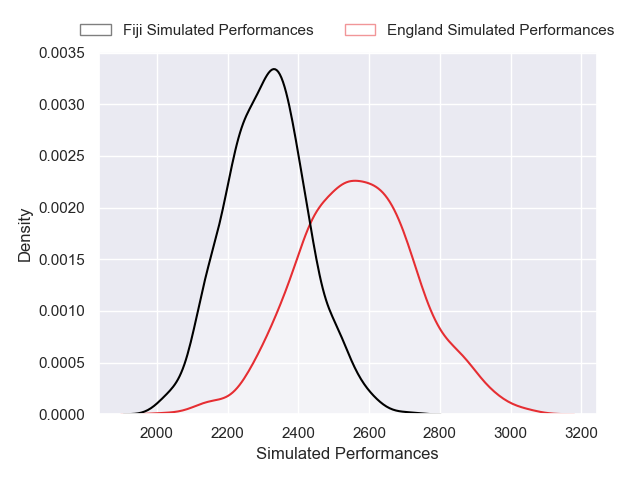 Fiji Simulated Performances England Simulated Performances
0.0035
0.0030
0.0025
0.0020
0.0015
0.0010
0.0005
0.0000
Density
2000 2200 2400 2600 2800 3000 3200
Simulated Performances